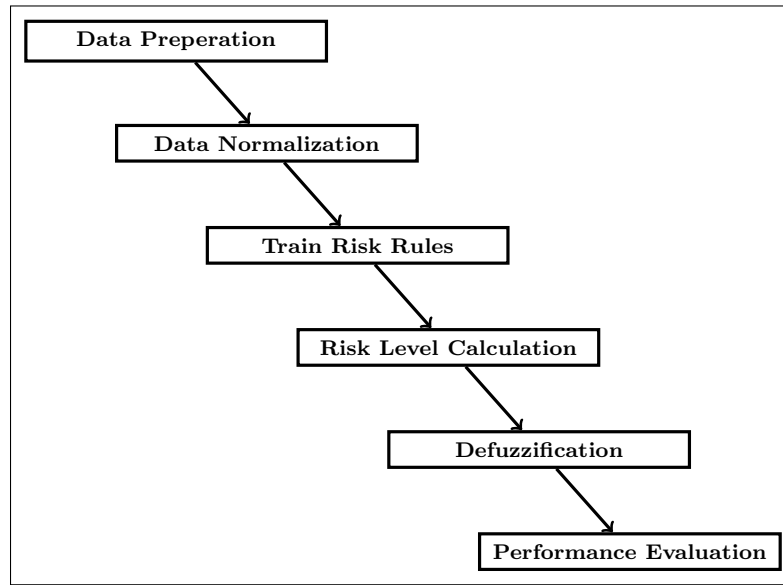 Data Preperation
Data Normalization
Train Risk Rules
Risk Level Calculation
Defuzzification
Performance Evaluation